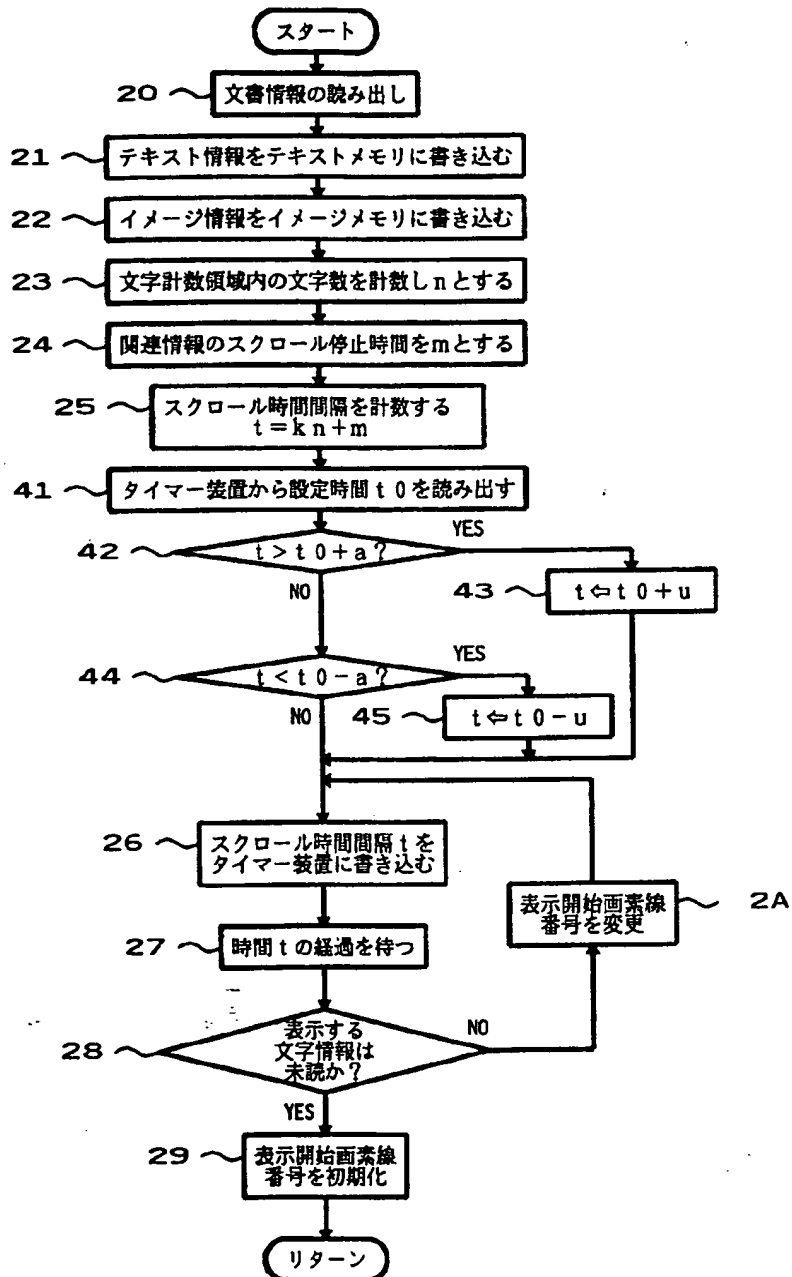 スタート
20 文書情報の読み出し
21 テキスト情報をテキストメモリに書き込む
22 イメージ情報をイメージメモリに書き込む
23 文字計数領域内の文字数を計数しnとする
24 関連情報のスクロール停止時間をmとする
25 スクロール時間間隔を計数する
t=kn+m
41 タイマー装置から設定時間t0を読み出す
YES
42 t>t0+a?
NO
43 t⇦t0+u
YES
44 t<t0-a?
NO
45 t⇦t0-u
26 スクロール時間間隔tを
タイマー装置に書き込む
表示開始画素線
番号を変更
2A
27 時間tの経過を待つ
NO
28 表示する
文字情報は
未読か?
YES
29 表示開始画素線
番号を初期化
リターン